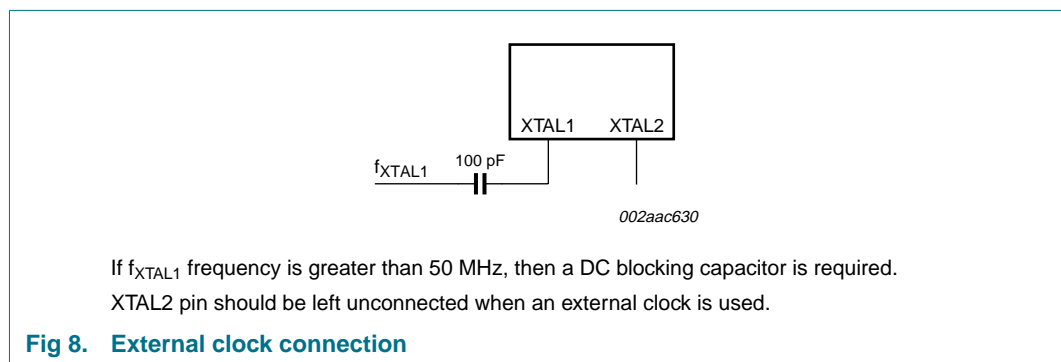 XTAL1 XTAL2
100 pF
fXTAL1
002aac630
If fXTAL1 frequency is greater than 50 MHz, then a DC blocking capacitor is required.
XTAL2 pin should be left unconnected when an external clock is used.
Fig 8. External clock connection